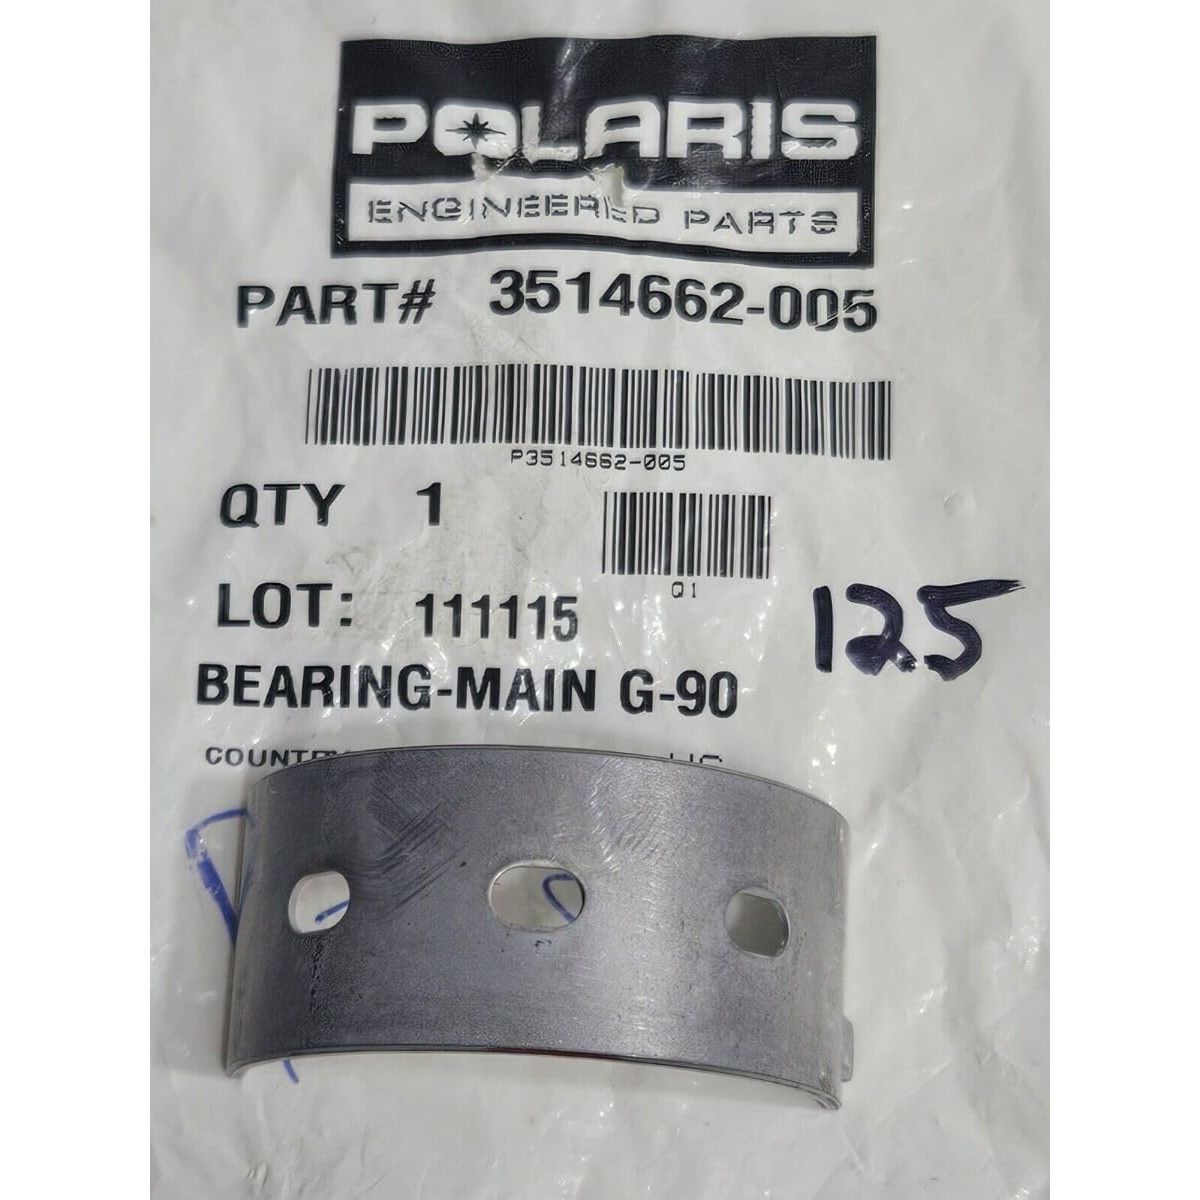 POLARIS
ENGINEERED PARTS
PART# 3514662-005
P3514662-005
QTY 1
Q1
LOT: 111115
125
BEARING-MAIN G-90